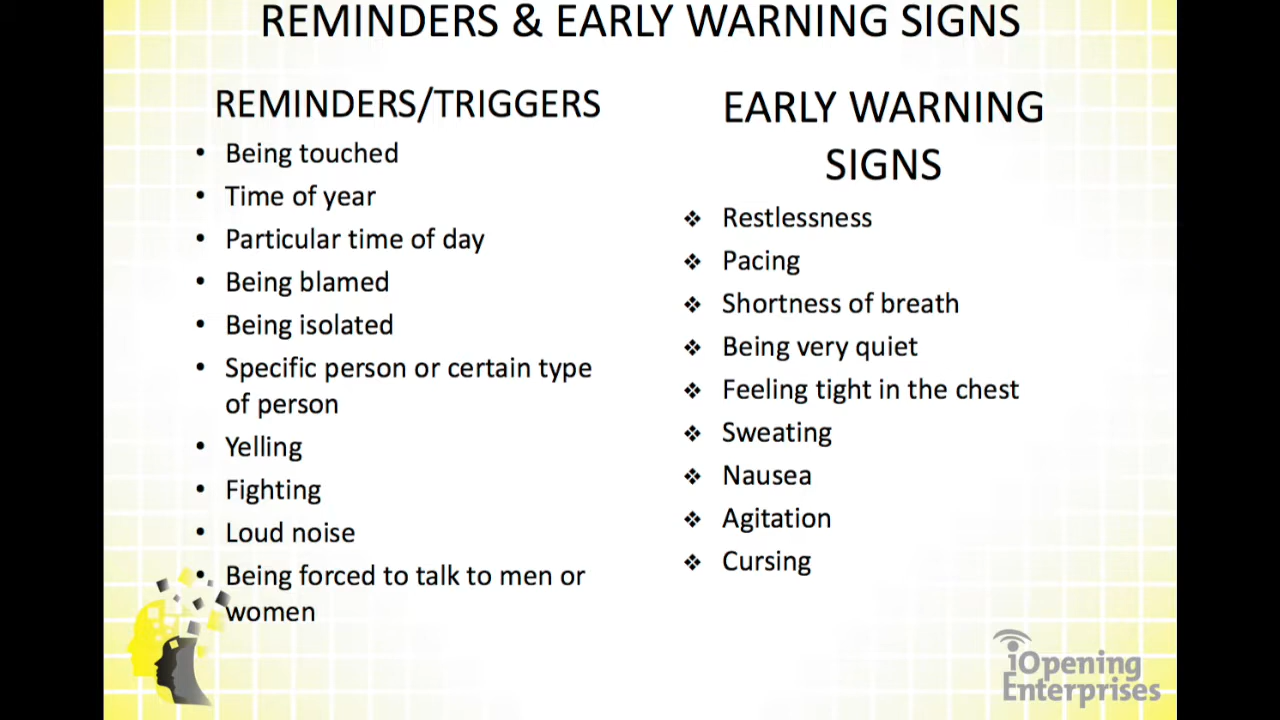 REMINDERS & EARLY WARNING SIGNS
REMINDERS/TRIGGERS
• Being touched
• Time of year
• Particular time of day
• Being blamed
• Being isolated
• Specific person or certain type
of person
• Yelling
• Fighting
• Loud noise
• Being forced to talk to men or
women
EARLY WARNING
SIGNS
❖ Restlessness
❖ Pacing
❖ Shortness of breath
❖ Being very quiet
❖ Feeling tight in the chest
❖ Sweating
❖ Nausea
❖ Agitation
❖ Cursing
iOpening
Enterprises